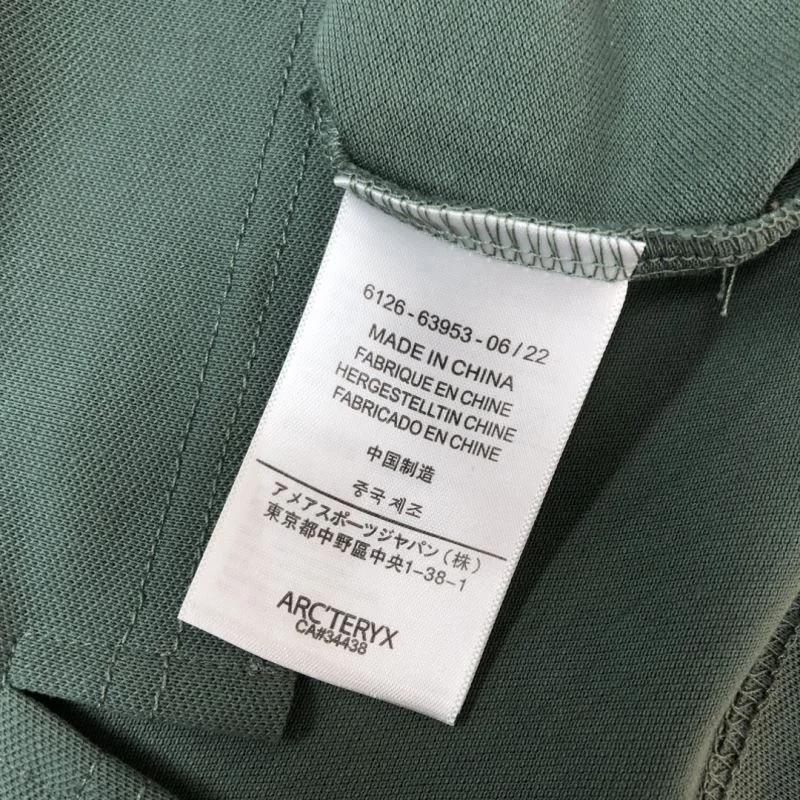 6126-63953-06/22
MADE IN CHINA
FABRIQUE EN CHINE
HERGESTELLTIN CHINE
FABRICADO EN CHINE
中国制造
중국 제조
アメアスポーツジャパン(株)
東京都中野區中央1-38-1
ARC'TERYX
CA#34438